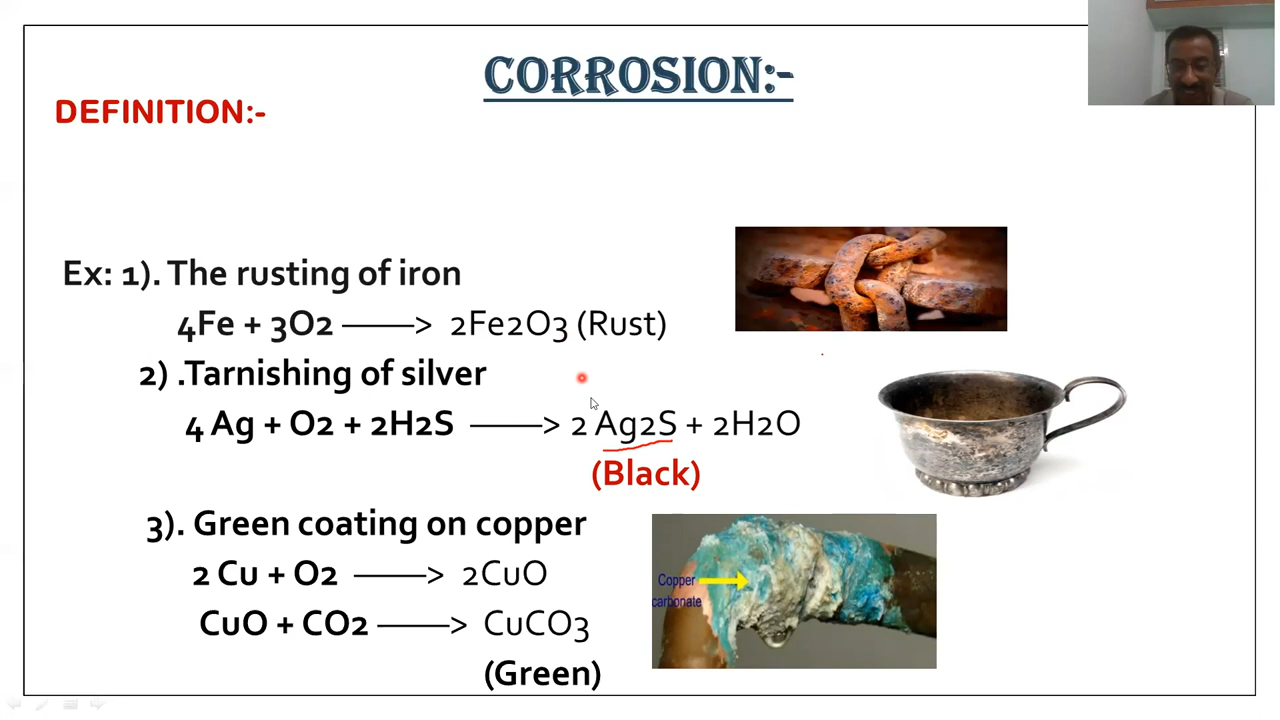 CORROSION:-
DEFINITION:-
Ex: 1). The rusting of iron
4Fe + 3O2 ———> 2Fe2O3 (Rust)
2) .Tarnishing of silver
4 Ag + O2 + 2H2S ———> 2 Ag2S + 2H2O
(Black)
3). Green coating on copper
2 Cu + O2 ———> 2CuO
CuO + CO2 ———> CuCO3
(Green)
Copper
carbonate